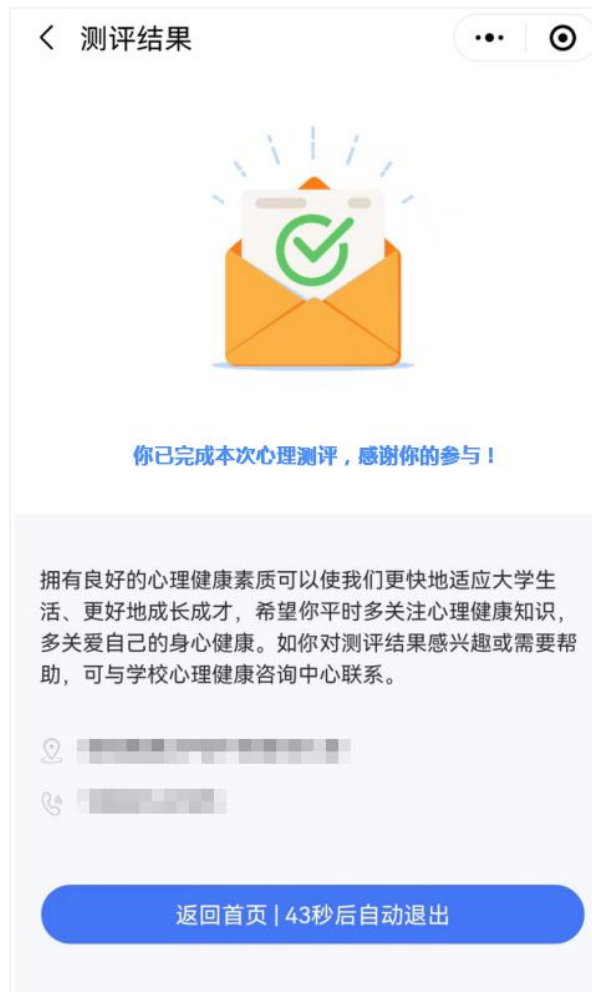 测评结果
你已完成本次心理测评，感谢你的参与！
拥有良好的心理健康素质可以使我们更快地适应大学生
活、更好地成长成才，希望你平时多关注心理健康知识，
多关爱自己的身心健康。如你对测评结果感兴趣或需要帮
助，可与学校心理健康咨询中心联系。
返回首页 | 43秒后自动退出